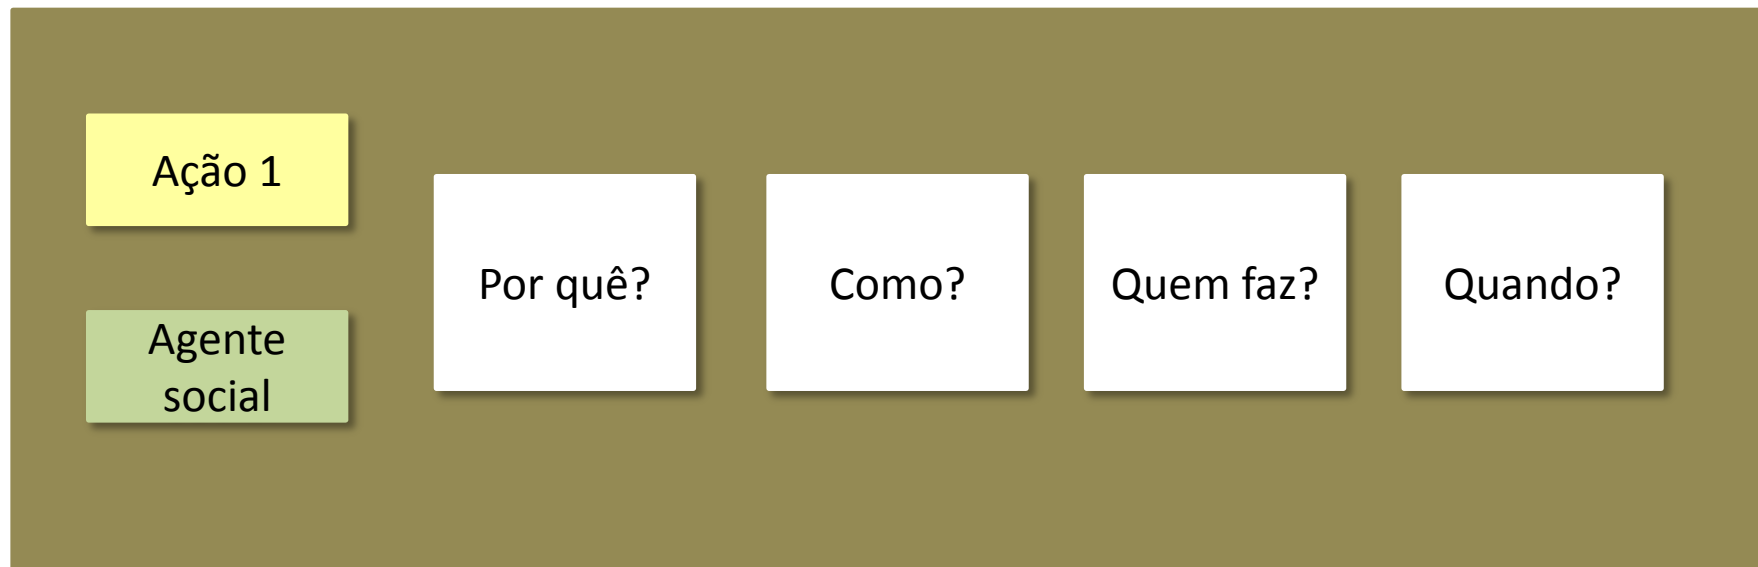 Ação 1
Agente
social
Por quê?
Como?
Quem faz?
Quando?